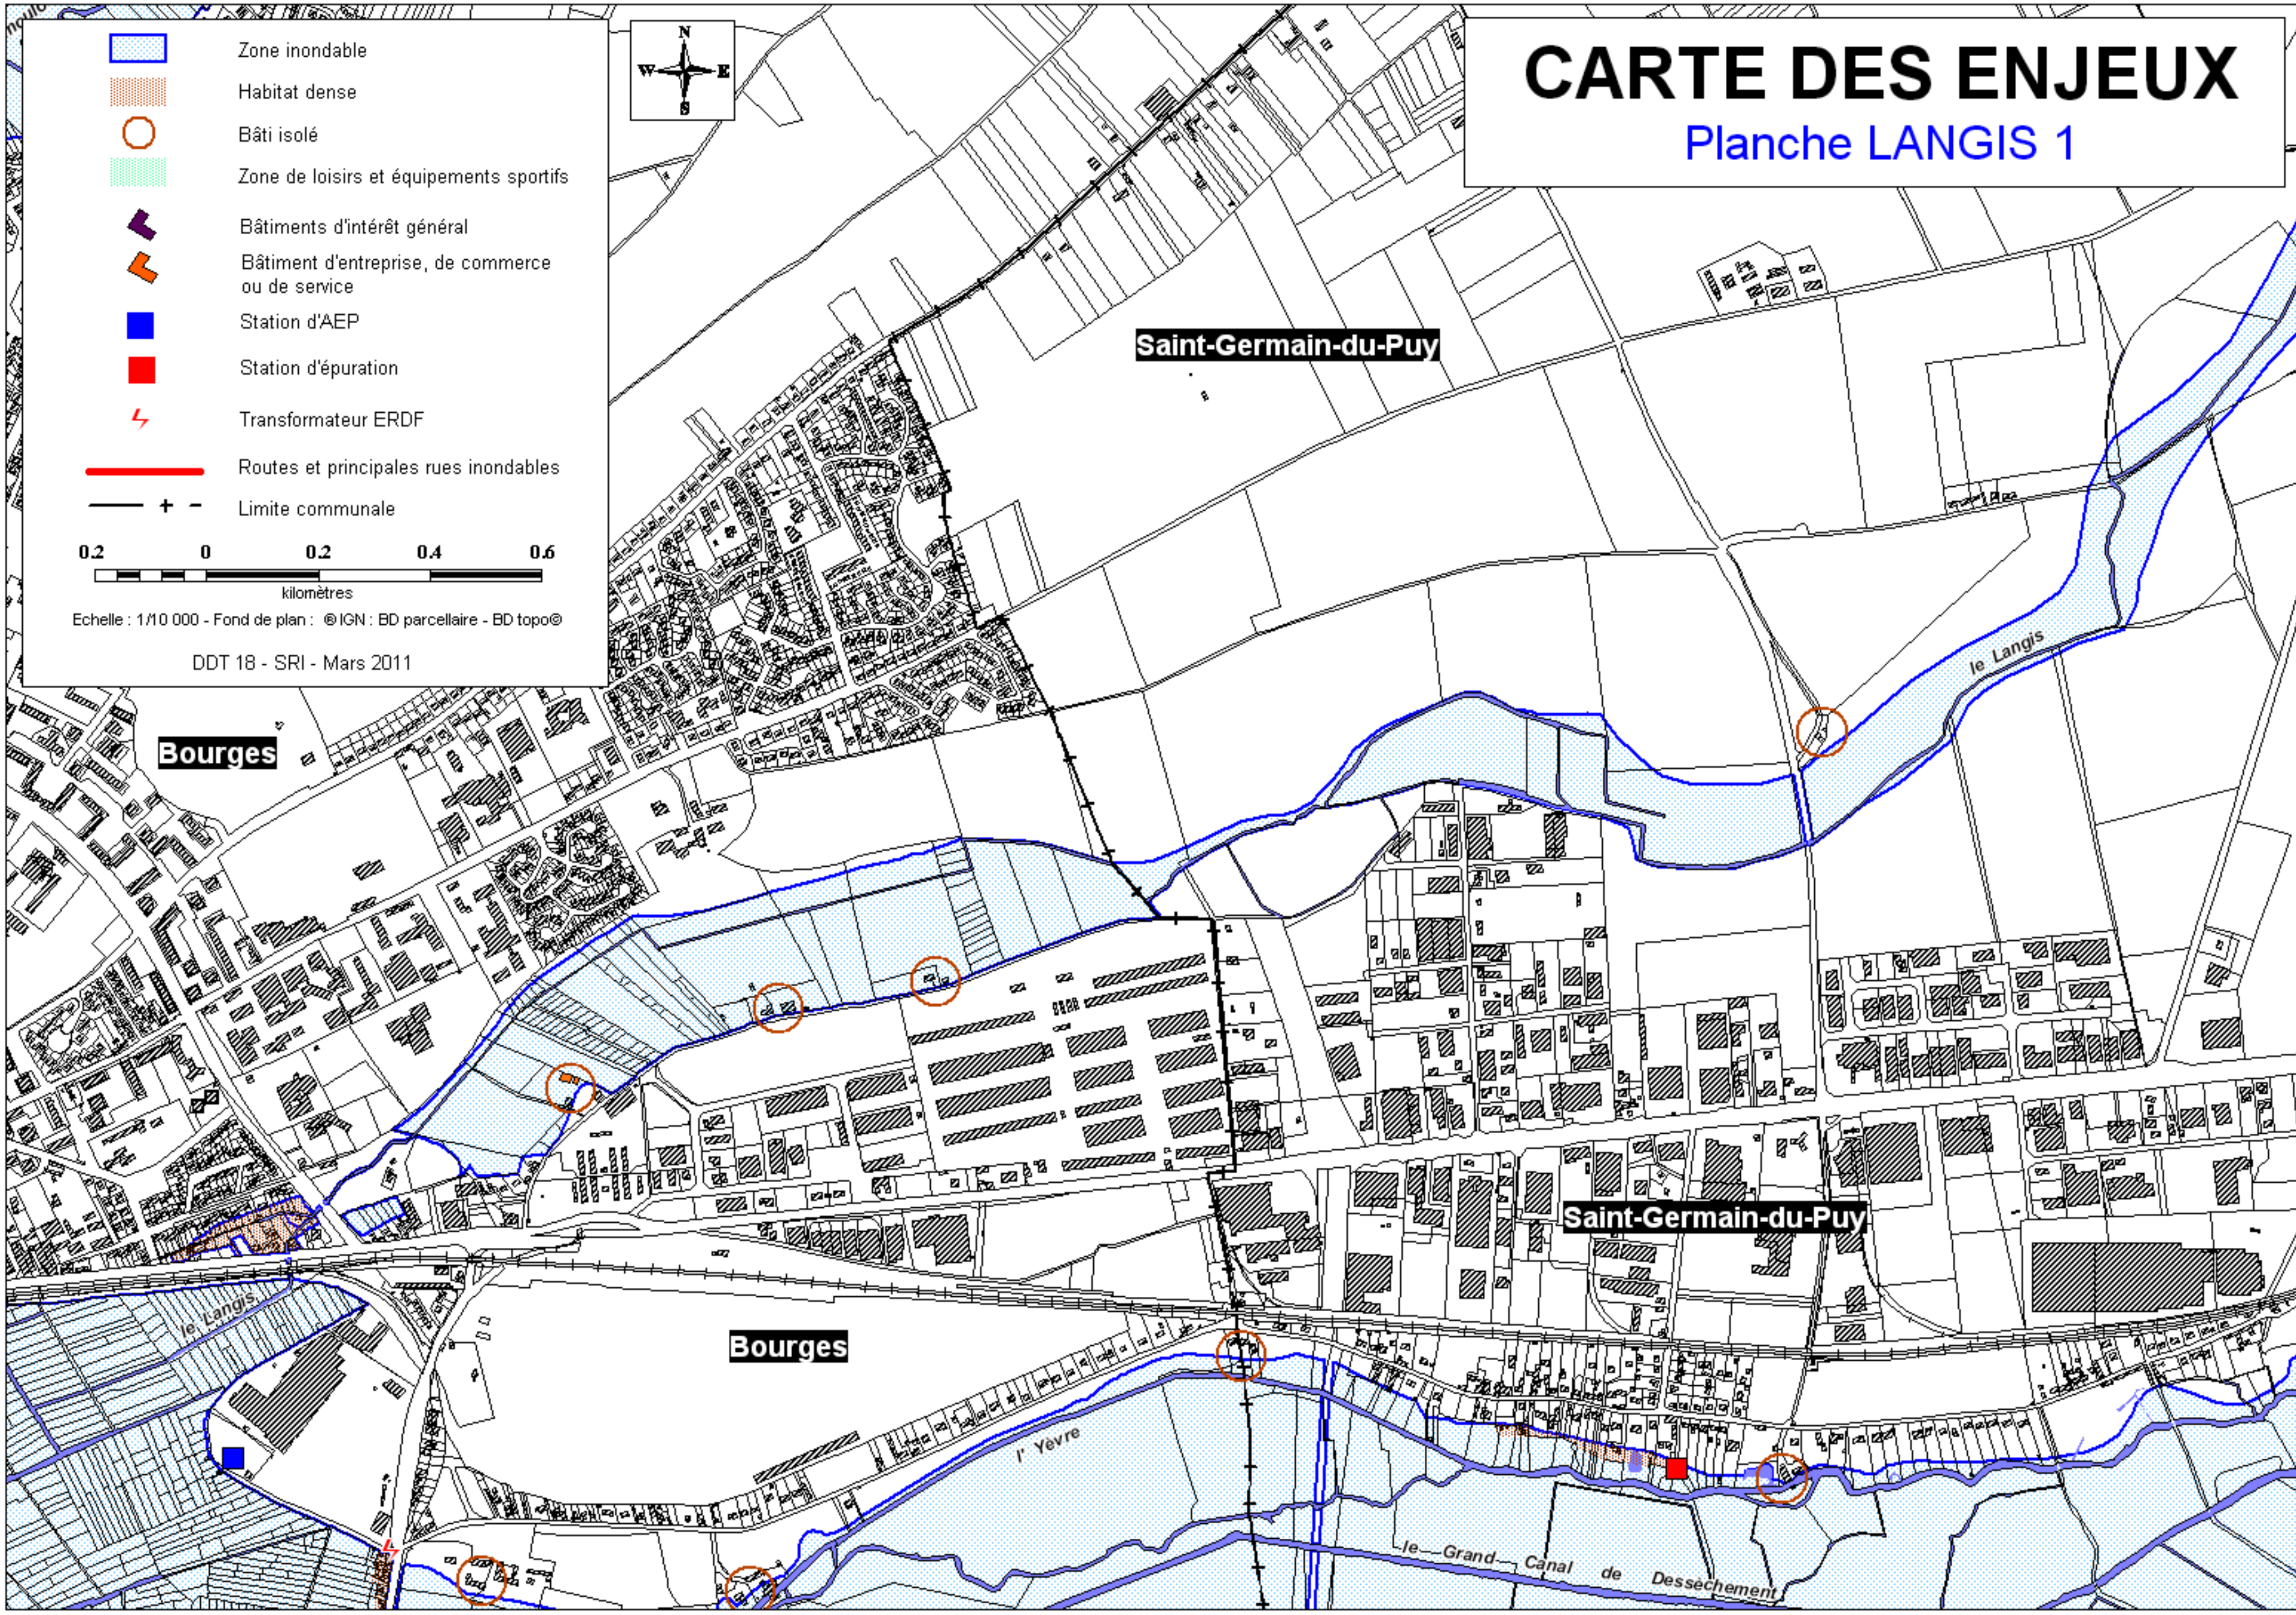 Zone inondable
Habitat dense
Bâti isolé
Zone de loisirs et équipements sportifs
Bâtiments d'intérêt général
Bâtiment d'entreprise, de commerce
ou de service
Station d'AEP
Station d'épuration
Transformateur ERDF
Routes et principales rues inondables
Limite communale
0.2 0 0.2 0.4 0.6
kilomètres
Echelle : 1/10 000 - Fond de plan : ®IGN : BD parcellaire - BD topo©
DDT 18 - SRI - Mars 2011
N
W E
S
CARTE DES ENJEUX
Planche LANGIS 1
Saint-Germain-du-Puy
le Langis
Bourges
Saint-Germain-du-Puy
le Langis
Bourges
l' Yèvre
le Grand Canal de Dessèchement